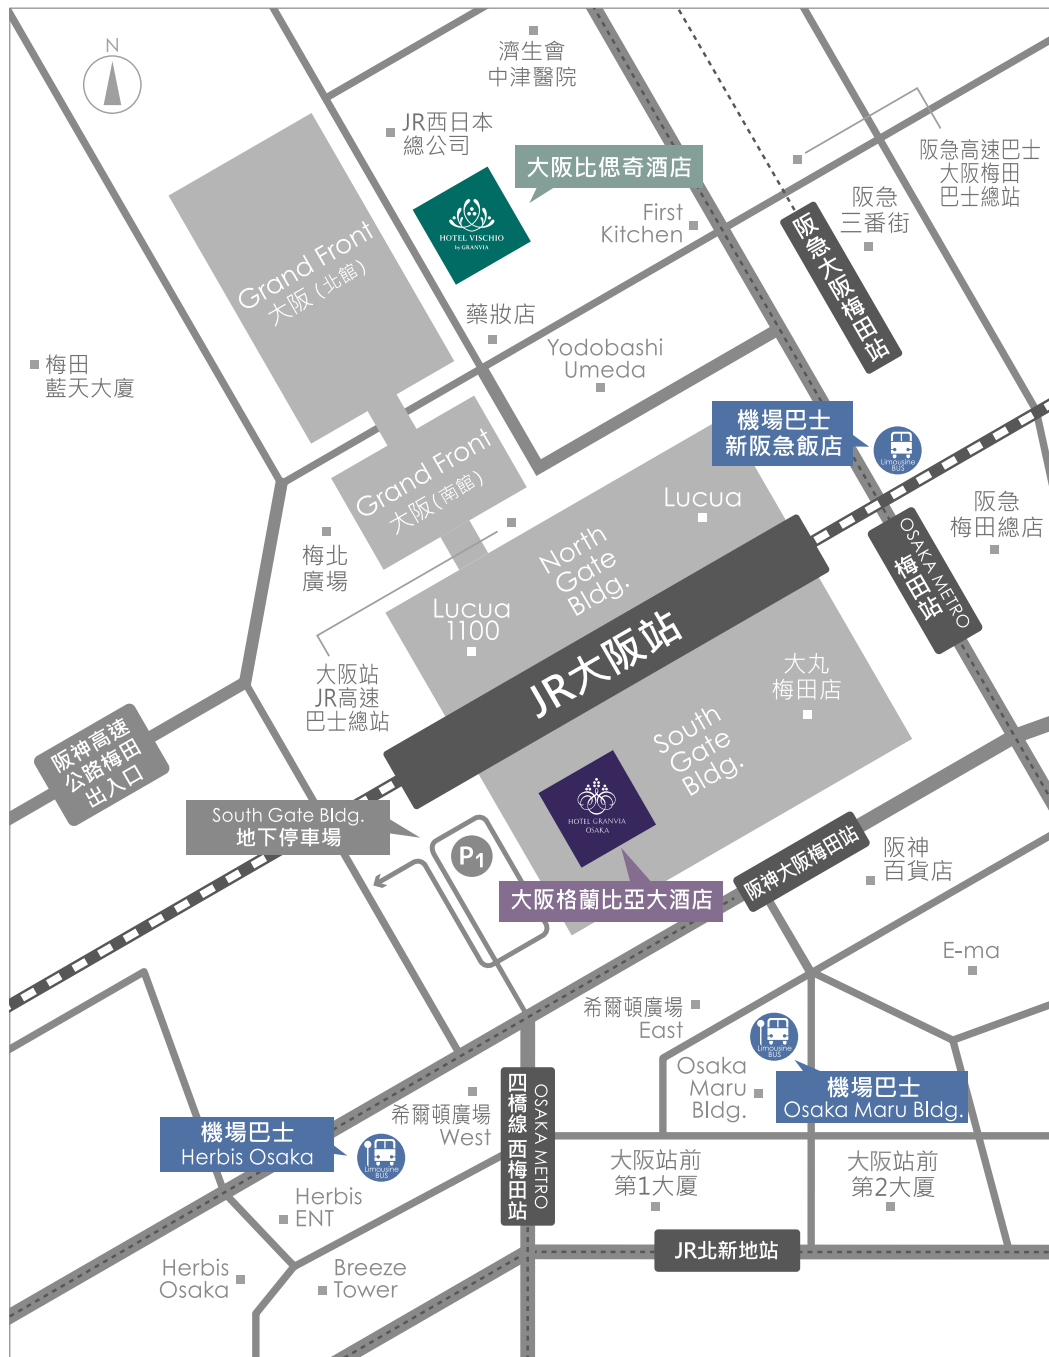 N
濟生會
中津醫院
JR西日本
總公司
大阪比偲奇酒店
HOTEL VISCHIO
by GRANVIA
First
Kitchen
阪急高速巴士
大阪梅田
巴士總站
阪急
三番街
阪急大阪梅田站
Grand Front
大阪(北館)
藥妝店
Yodobashi
Umeda
梅田
藍天大廈
機場巴士
新阪急飯店
Limousine
BUS
Grand Front
大阪(南館)
Lucua
阪急
梅田總店
OSAKA METRO
梅田站
梅北
廣場
North
Gate
Bldg.
Lucua
1100
JR大阪站
大阪站
JR高速
巴士總站
大丸
梅田店
South
Gate
Bldg.
阪神高速
公路梅田
出入口
HOTEL GRANVIA
OSAKA
South Gate Bldg.
地下停車場
P1
大阪格蘭比亞大酒店
阪神大阪梅田站
阪神
百貨店
E-ma
希爾頓廣場
East
Limousine
BUS
Osaka
Maru
Bldg.
機場巴士
Osaka Maru Bldg.
OSAKA METRO
四橋線 西梅田站
希爾頓廣場
West
機場巴士
Herbis Osaka
Limousine
BUS
大阪站前
第1大厦
大阪站前
第2大厦
Herbis
ENT
JR北新地站
Herbis
Osaka
Breeze
Tower